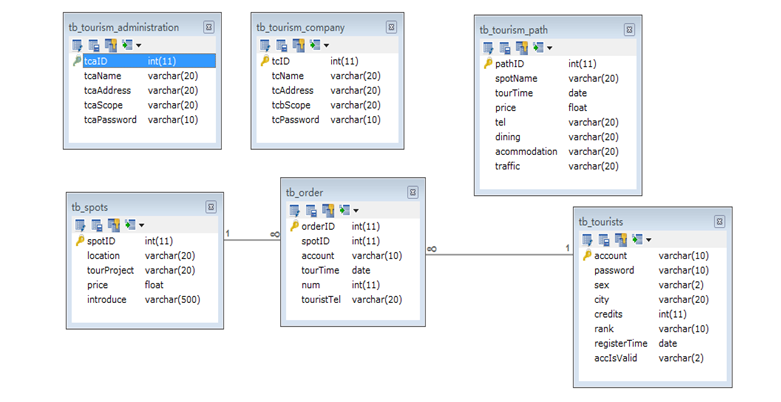 tb_tourism_administration
tcaID int(11)
tcaName varchar(20)
tcaAddress varchar(20)
tcaScope varchar(20)
tcaPassword varchar(10)
tb_tourism_company
tcID int(11)
tcName varchar(20)
tcAddress varchar(20)
tcbScope varchar(20)
tcPassword varchar(10)
tb_tourism_path
pathID int(11)
spotName varchar(20)
tourTime date
price float
tel varchar(20)
dining varchar(20)
acommodation varchar(20)
traffic varchar(20)
tb_spots
spotID int(11)
location varchar(20)
tourProject varchar(20)
price float
introduce varchar(500)
1
∞
tb_order
orderID int(11)
spotID int(11)
account varchar(10)
tourTime date
num int(11)
touristTel varchar(20)
∞
1
tb_tourists
account varchar(10)
password varchar(10)
sex varchar(2)
city varchar(20)
credits int(11)
rank varchar(10)
registerTime date
accIsValid varchar(2)